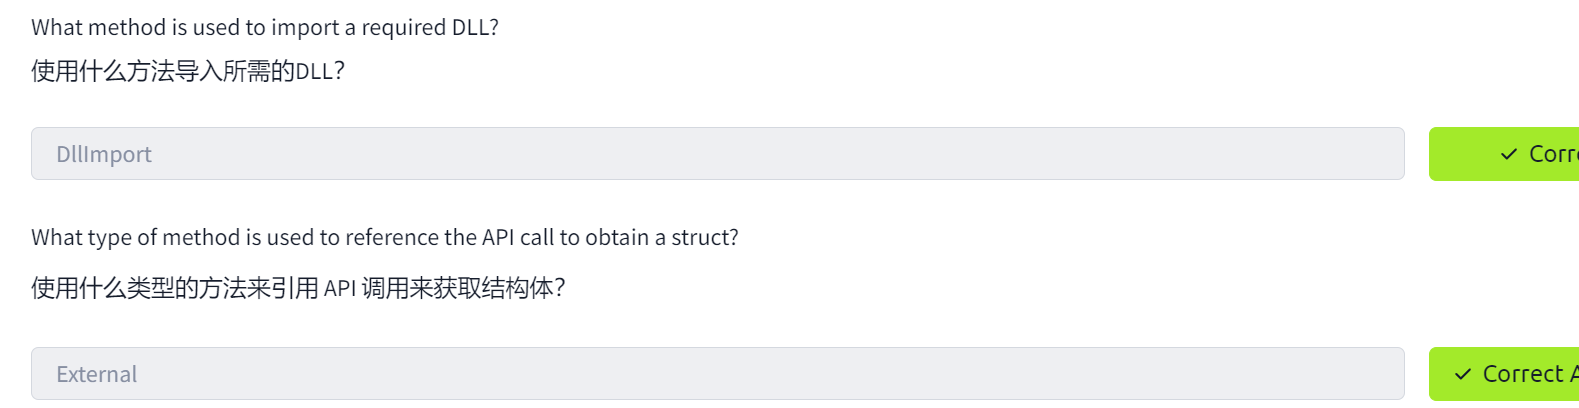 What method is used to import a required DLL?
使用什么方法导入所需的DLL？
DllImport
✓ Corre
What type of method is used to reference the API call to obtain a struct?
使用什么类型的方法来引用 API 调用来获取结构体？
External
✓ Correct A